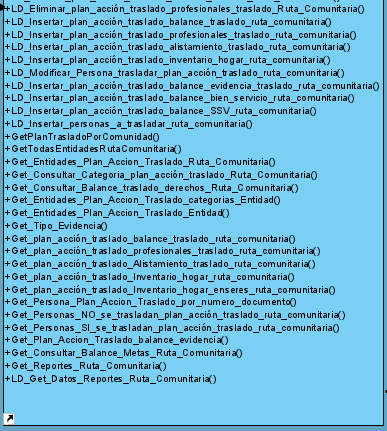 +LD_Eliminar_plan_acción_traslado_profesionales_traslado_Ruta_Comunitaria()
+LD_Insertar_plan_acción_traslado_balance_traslado_ruta_comunitaria()
+LD_Insertar_plan_acción_traslado_profesionales_traslado_ruta_comunitaria()
+LD_Insertar_plan_acción_traslado_alistamiento_traslado_ruta_comunitaria()
+LD_Insertar_plan_acción_traslado_inventario_hogar_ruta_comunitaria()
+LD_Modificar_Persona_trasladar_plan_acción_traslado_ruta_comunitaria()
+LD_Insertar_plan_acción_traslado_balance_evidencia_traslado_ruta_comunitaria()
+LD_Insertar_plan_acción_traslado_balance_bien_servicio_ruta_comunitaria()
+LD_Insertar_plan_acción_traslado_balance_SSV_ruta_comunitaria()
+LD_Insertar_personas_a_trasladar_ruta_comunitaria()
+GetPlanTrasladoPorComunidad()
+GetTodasEntidadesRutaComunitaria()
+Get_Entidades_Plan_Accion_Traslado_Ruta_Comunitaria()
+Get_Consultar_Categoria_plan_acción_traslado_Ruta_Comunitaria()
+Get_Consultar_Balance_traslado_derechos_Ruta_Comunitaria()
+Get_Entidades_Plan_Accion_Traslado_categorias_Entidad()
+Get_Entidades_Plan_Accion_Traslado_Entidad()
+Get_Tipo_Evidencia()
+Get_plan_acción_traslado_balance_traslado_ruta_comunitaria()
+Get_plan_acción_traslado_profesionales_traslado_ruta_comunitaria()
+Get_plan_acción_traslado_Alistamiento_traslado_ruta_comunitaria()
+Get_plan_acción_traslado_Inventario_hogar_ruta_comunitaria()
+Get_plan_acción_traslado_Inventario_hogar_enseres_ruta_comunitaria()
+Get_Persona_Plan_Accion_Traslado_por_numero_documento()
+Get_Personas_NO_se_trasladan_plan_acción_traslado_ruta_comunitaria()
+Get_Personas_SI_se_trasladan_plan_acción_traslado_ruta_comunitaria()
+Get_Plan_Accion_Traslado_balance_evidencia()
+Get_Consultar_Balance_Metas_Ruta_Comunitaria()
+Get_Reportes_Ruta_Comunitaria()
+LD_Get_Datos_Reportes_Ruta_Comunitaria()